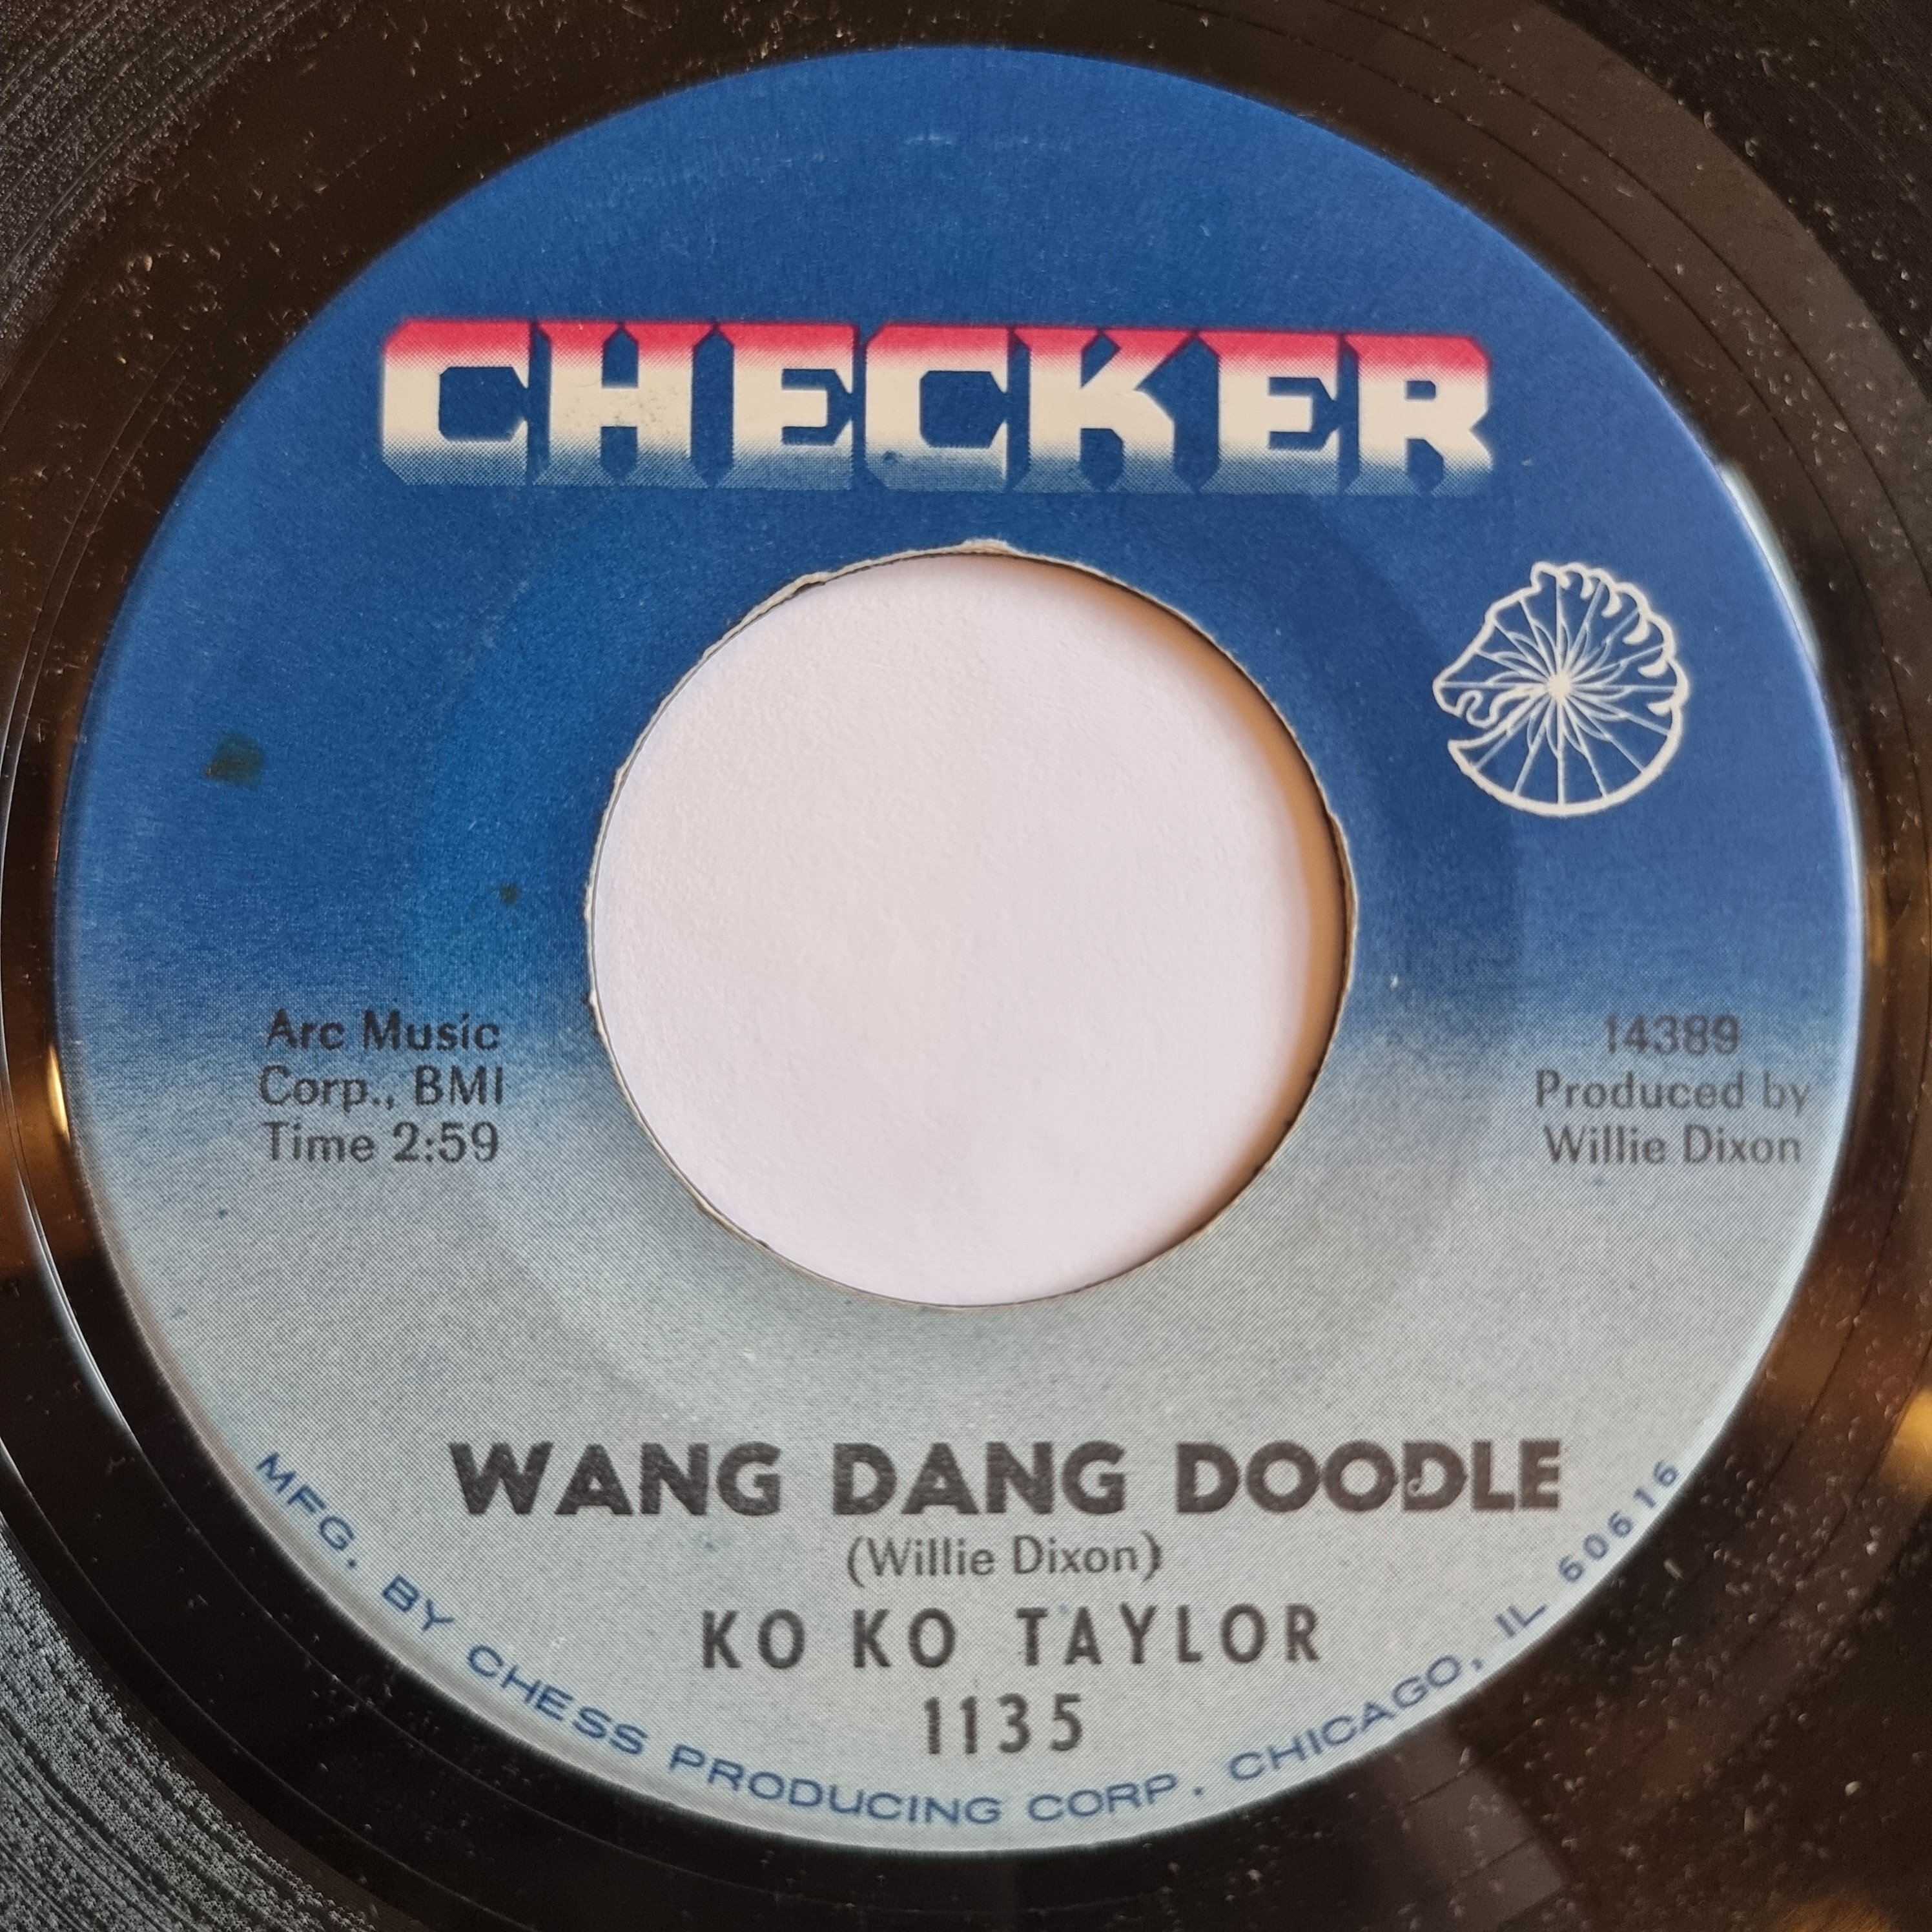 CHECKER
Arc Music
Corp., BMI
Time 2:59
14389
Produced by
Willie Dixon
WANG DANG DOODLE
(Willie Dixon)
KO KO TAYLOR
1135
MFG. BY CHESS PRODUCING CORP. CHICAGO, IL 60616